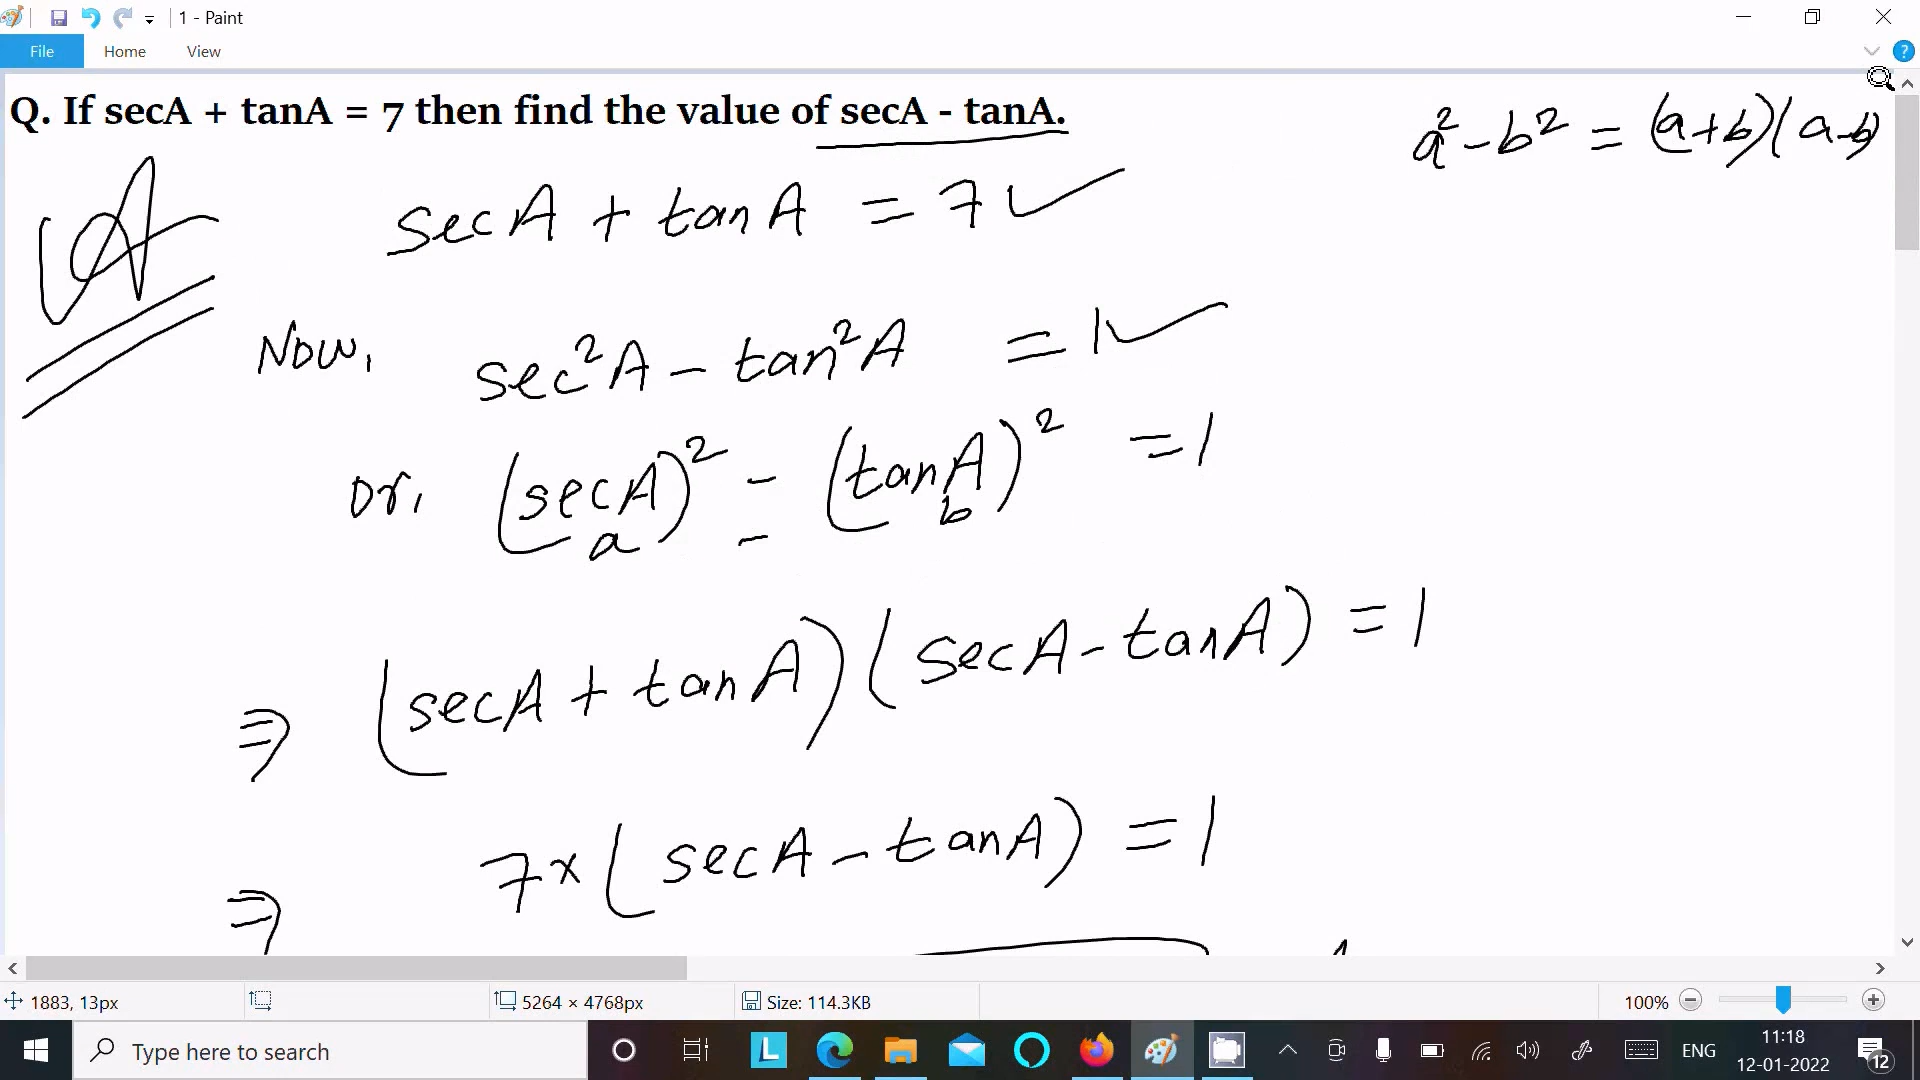 1 - Paint
File Home View
Q. If secA + tanA = 7 then find the value of secA - tanA.
a² - b² = (a+b)(a-b)
A
secA + tanA = 7
Now, sec²A - tan²A = 1
or, (secA)² - (tanA)² = 1
a - b
⇒ (secA + tanA)(secA - tanA) = 1
⇒ 7×(secA - tanA) = 1
1883, 13px 5264 × 4768px Size: 114.3KB 100%
Type here to search
L
ENG
11:18
12-01-2022
12